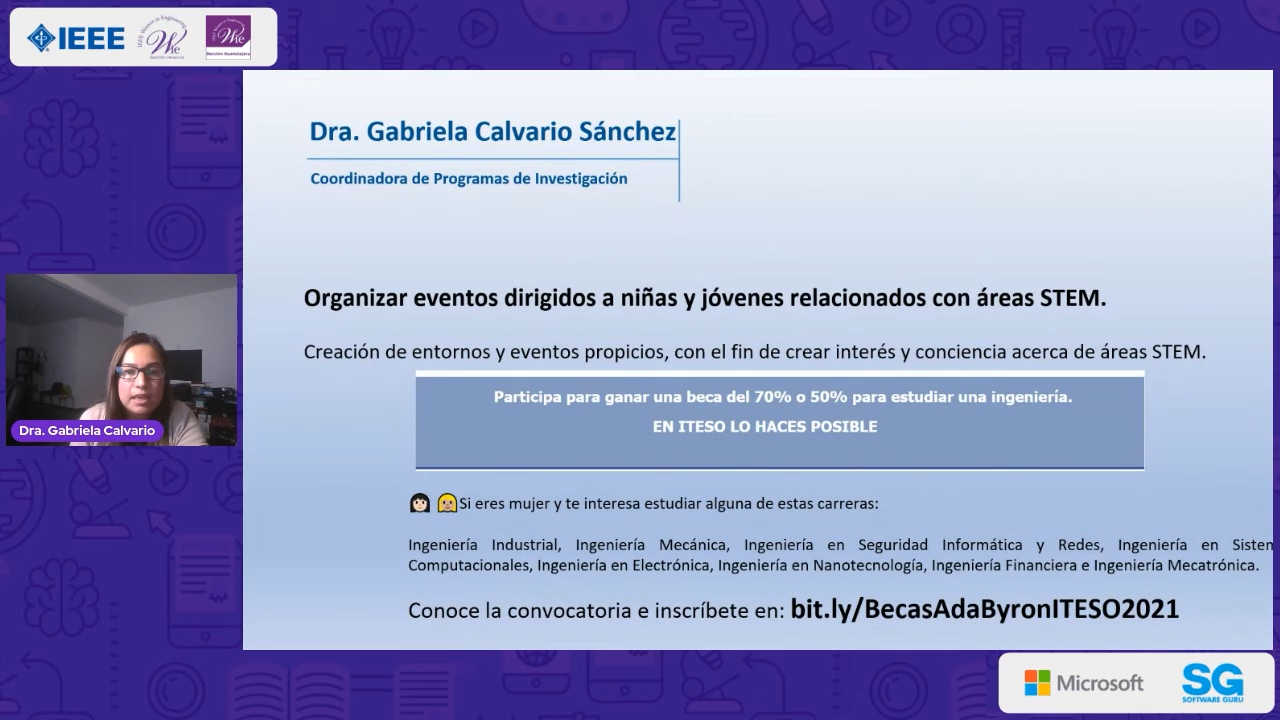 IEEE
Wie
Wie
Sección Guadalajara
Dra. Gabriela Calvario Sánchez
Coordinadora de Programas de Investigación
Organizar eventos dirigidos a niñas y jóvenes relacionados con áreas STEM.
Creación de entornos y eventos propicios, con el fin de crear interés y conciencia acerca de áreas STEM.
Participa para ganar una beca del 70% o 50% para estudiar una ingeniería.
EN ITESO LO HACES POSIBLE
Dra. Gabriela Calvario
Si eres mujer y te interesa estudiar alguna de estas carreras:
Ingeniería Industrial, Ingeniería Mecánica, Ingeniería en Seguridad Informática y Redes, Ingeniería en Sistem
Computacionales, Ingeniería en Electrónica, Ingeniería en Nanotecnología, Ingeniería Financiera e Ingeniería Mecatrónica.
Conoce la convocatoria e inscríbete en: bit.ly/BecasAdaByronITESO2021
Microsoft
SG
SOFTWARE GURU